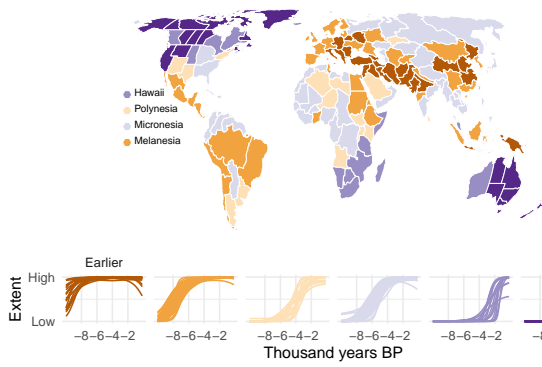 Hawaii
Polynesia
Micronesia
Melanesia
Earlier
Extent
High
Low
−8−6−4−2 −8−6−4−2 −8−6−4−2 −8−6−4−2 −8−6−4−2 −8
Thousand years BP